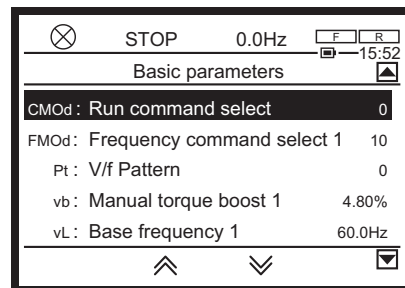 STOP 0.0Hz F R
15:52
Basic parameters
CMOd : Run command select 0
FMOd : Frequency command select 1 10
Pt : V/f Pattern 0
vb : Manual torque boost 1 4.80%
vL : Base frequency 1 60.0Hz